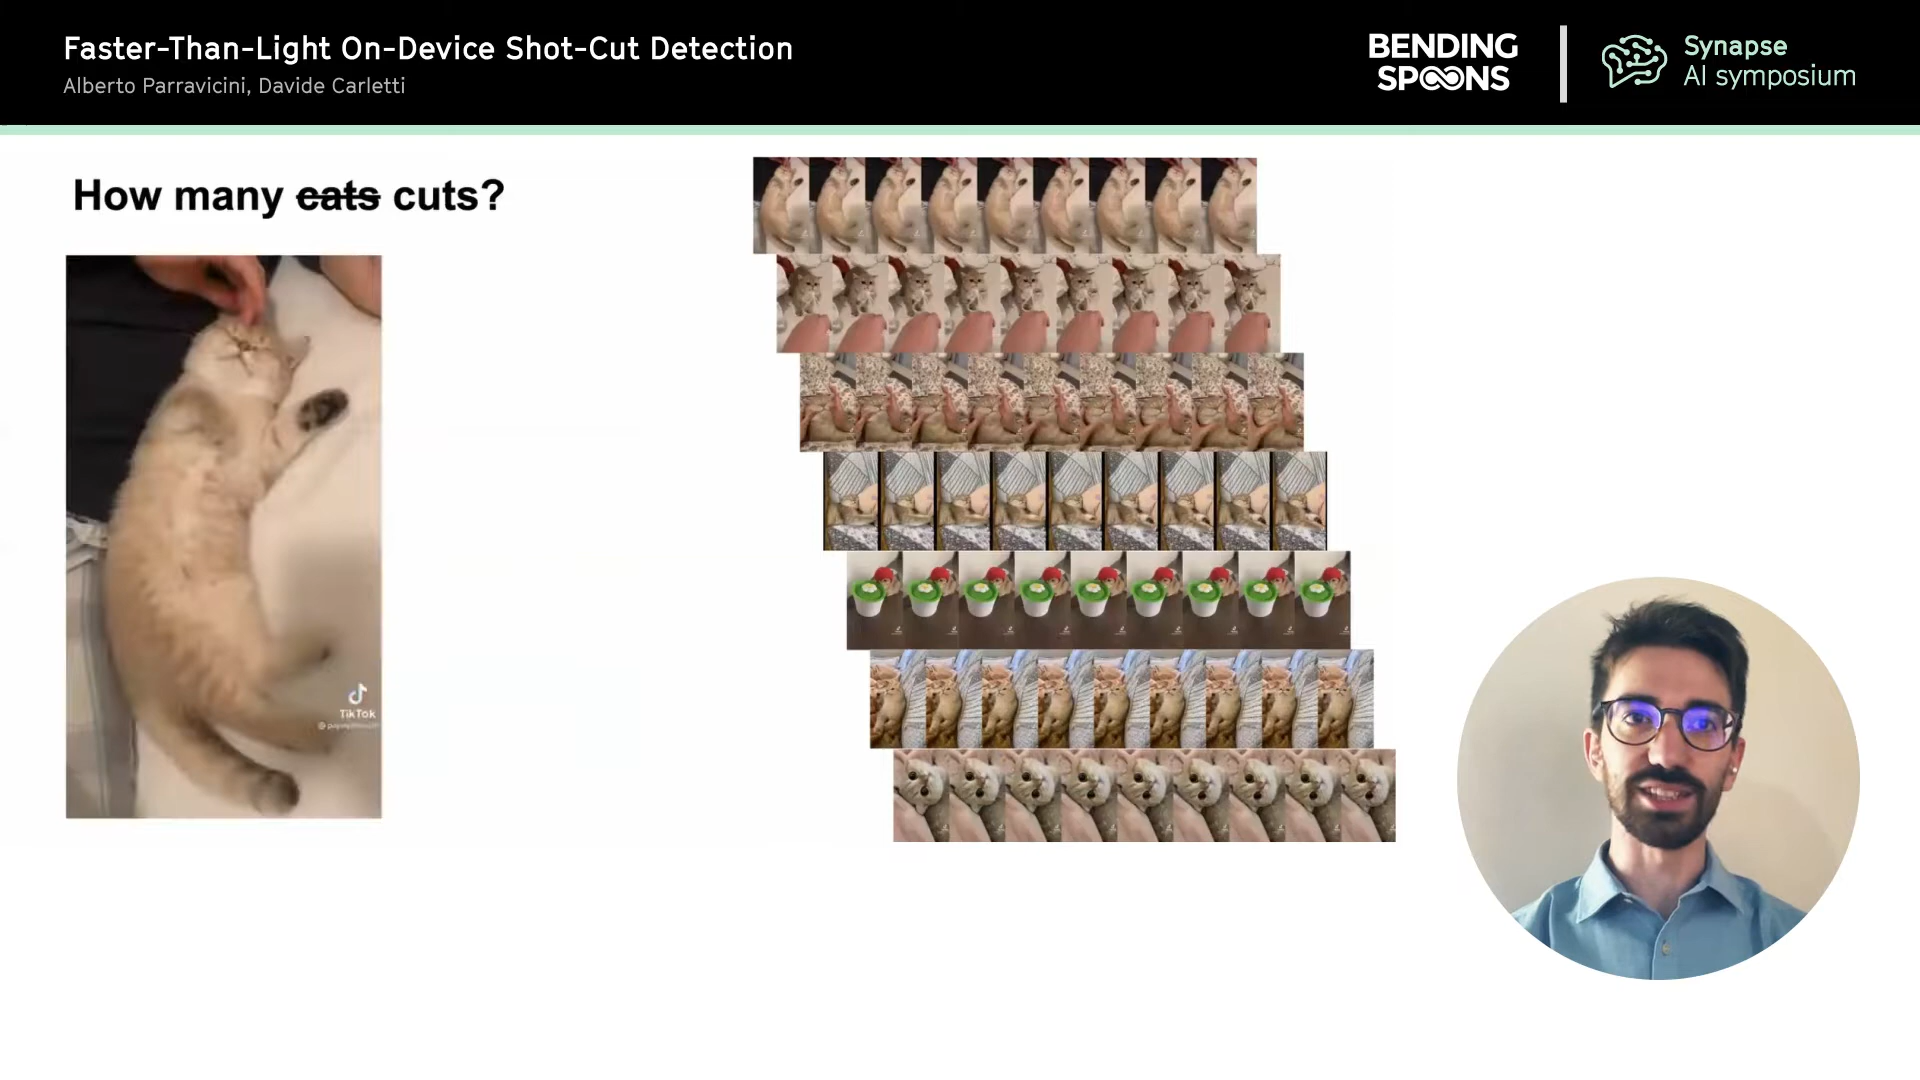 Faster-Than-Light On-Device Shot-Cut Detection
Alberto Parravicini, Davide Carletti
BENDING
SPOONS
Synapse
AI symposium
How many cats cuts?
TikTok